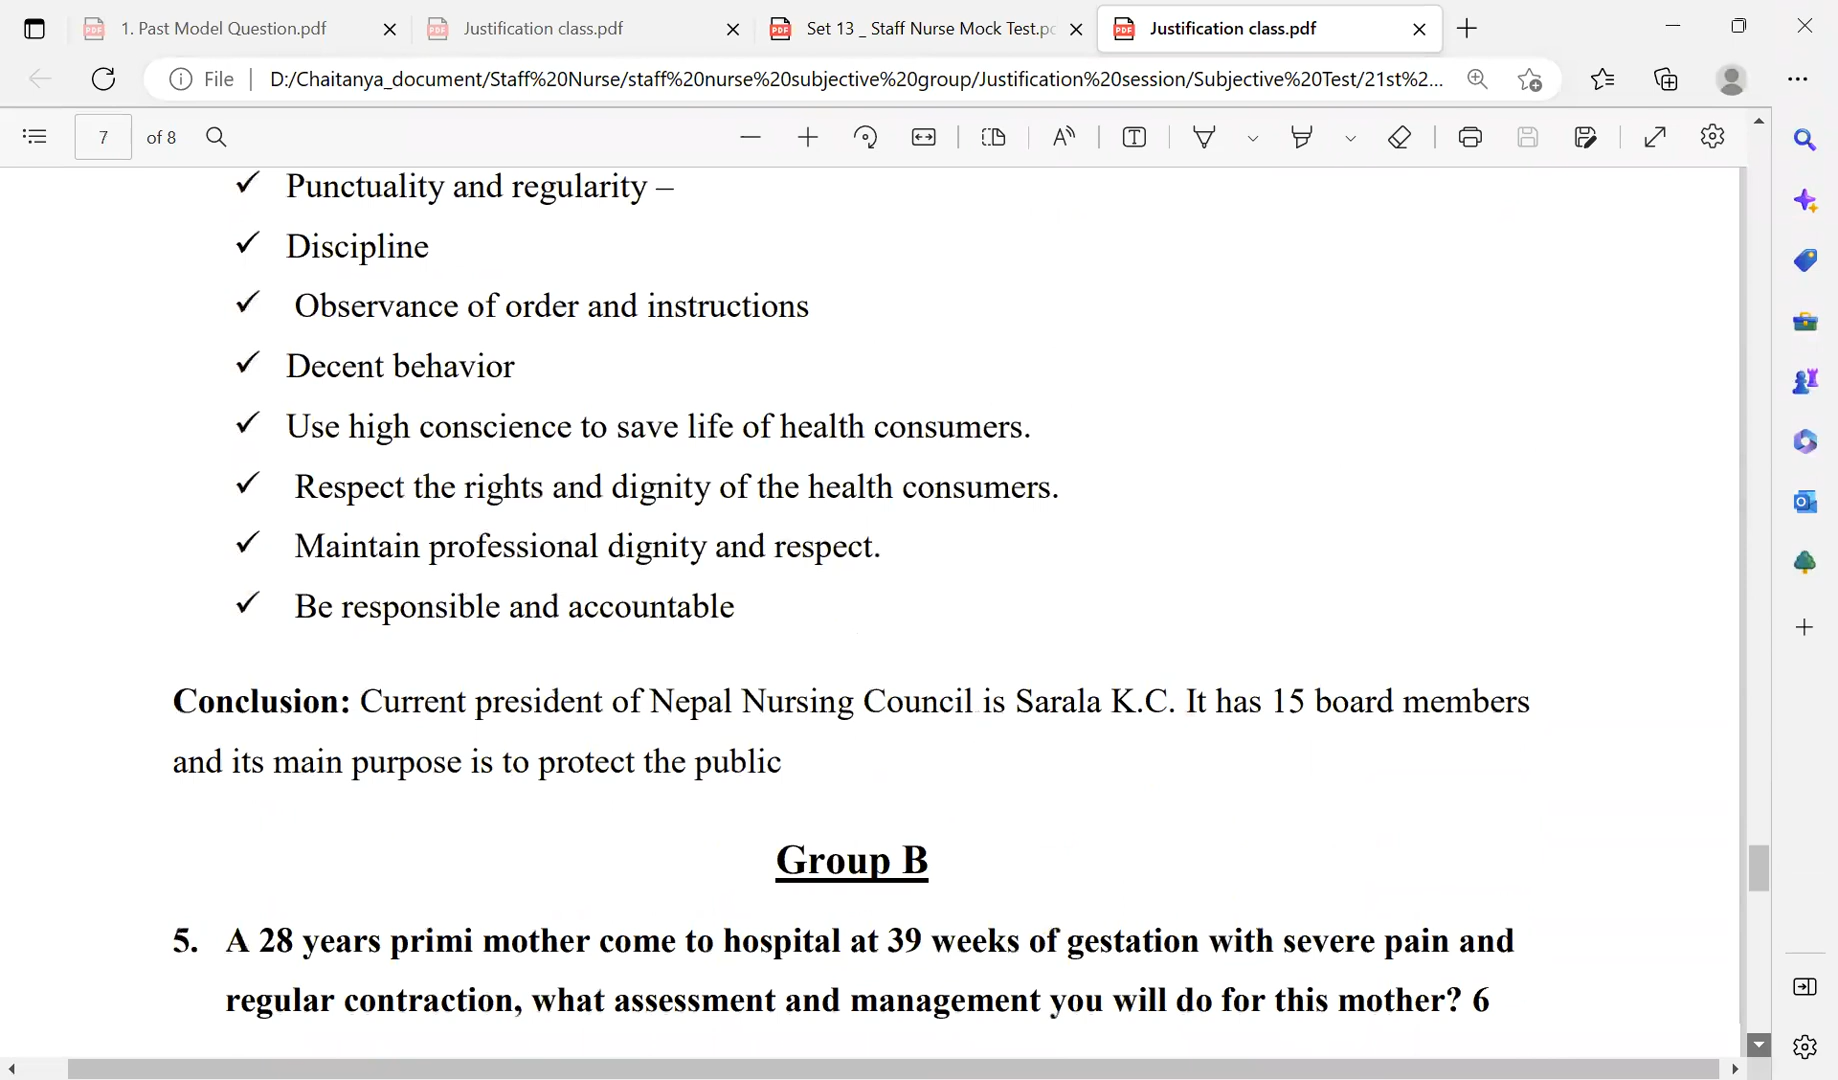 1. Past Model Question.pdf
Justification class.pdf
Set 13 _ Staff Nurse Mock Test.pc
Justification class.pdf
File
D:/Chaitanya_document/Staff%20Nurse/staff%20nurse%20subjective%20group/Justification%20session/Subjective%20Test/21st%2...
7 of 8
✓ Punctuality and regularity –
✓ Discipline
✓ Observance of order and instructions
✓ Decent behavior
✓ Use high conscience to save life of health consumers.
✓ Respect the rights and dignity of the health consumers.
✓ Maintain professional dignity and respect.
✓ Be responsible and accountable
Conclusion: Current president of Nepal Nursing Council is Sarala K.C. It has 15 board members
and its main purpose is to protect the public
Group B
5. A 28 years primi mother come to hospital at 39 weeks of gestation with severe pain and
regular contraction, what assessment and management you will do for this mother? 6